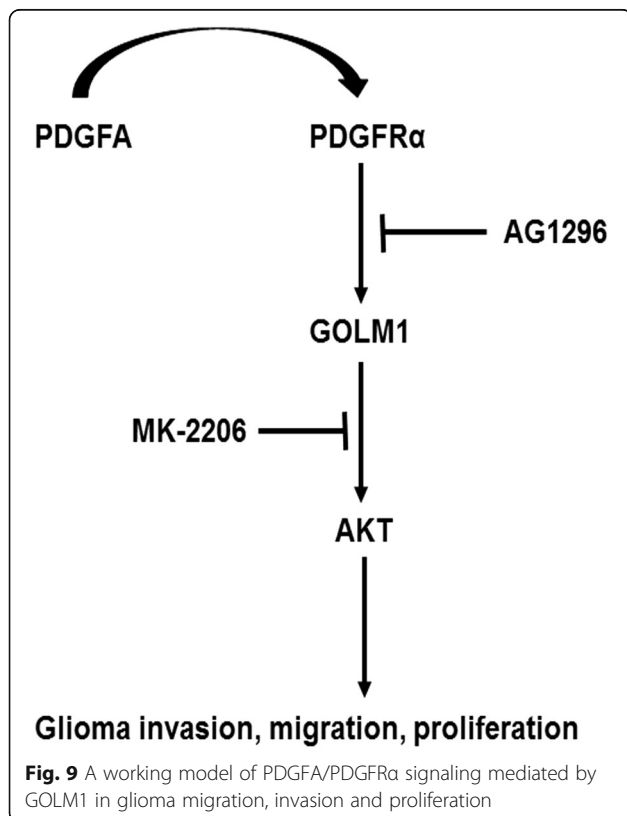 PDGFA PDGFRα
AG1296
GOLM1
MK-2206
AKT
Glioma invasion, migration, proliferation
Fig. 9 A working model of PDGFA/PDGFRα signaling mediated by
GOLM1 in glioma migration, invasion and proliferation